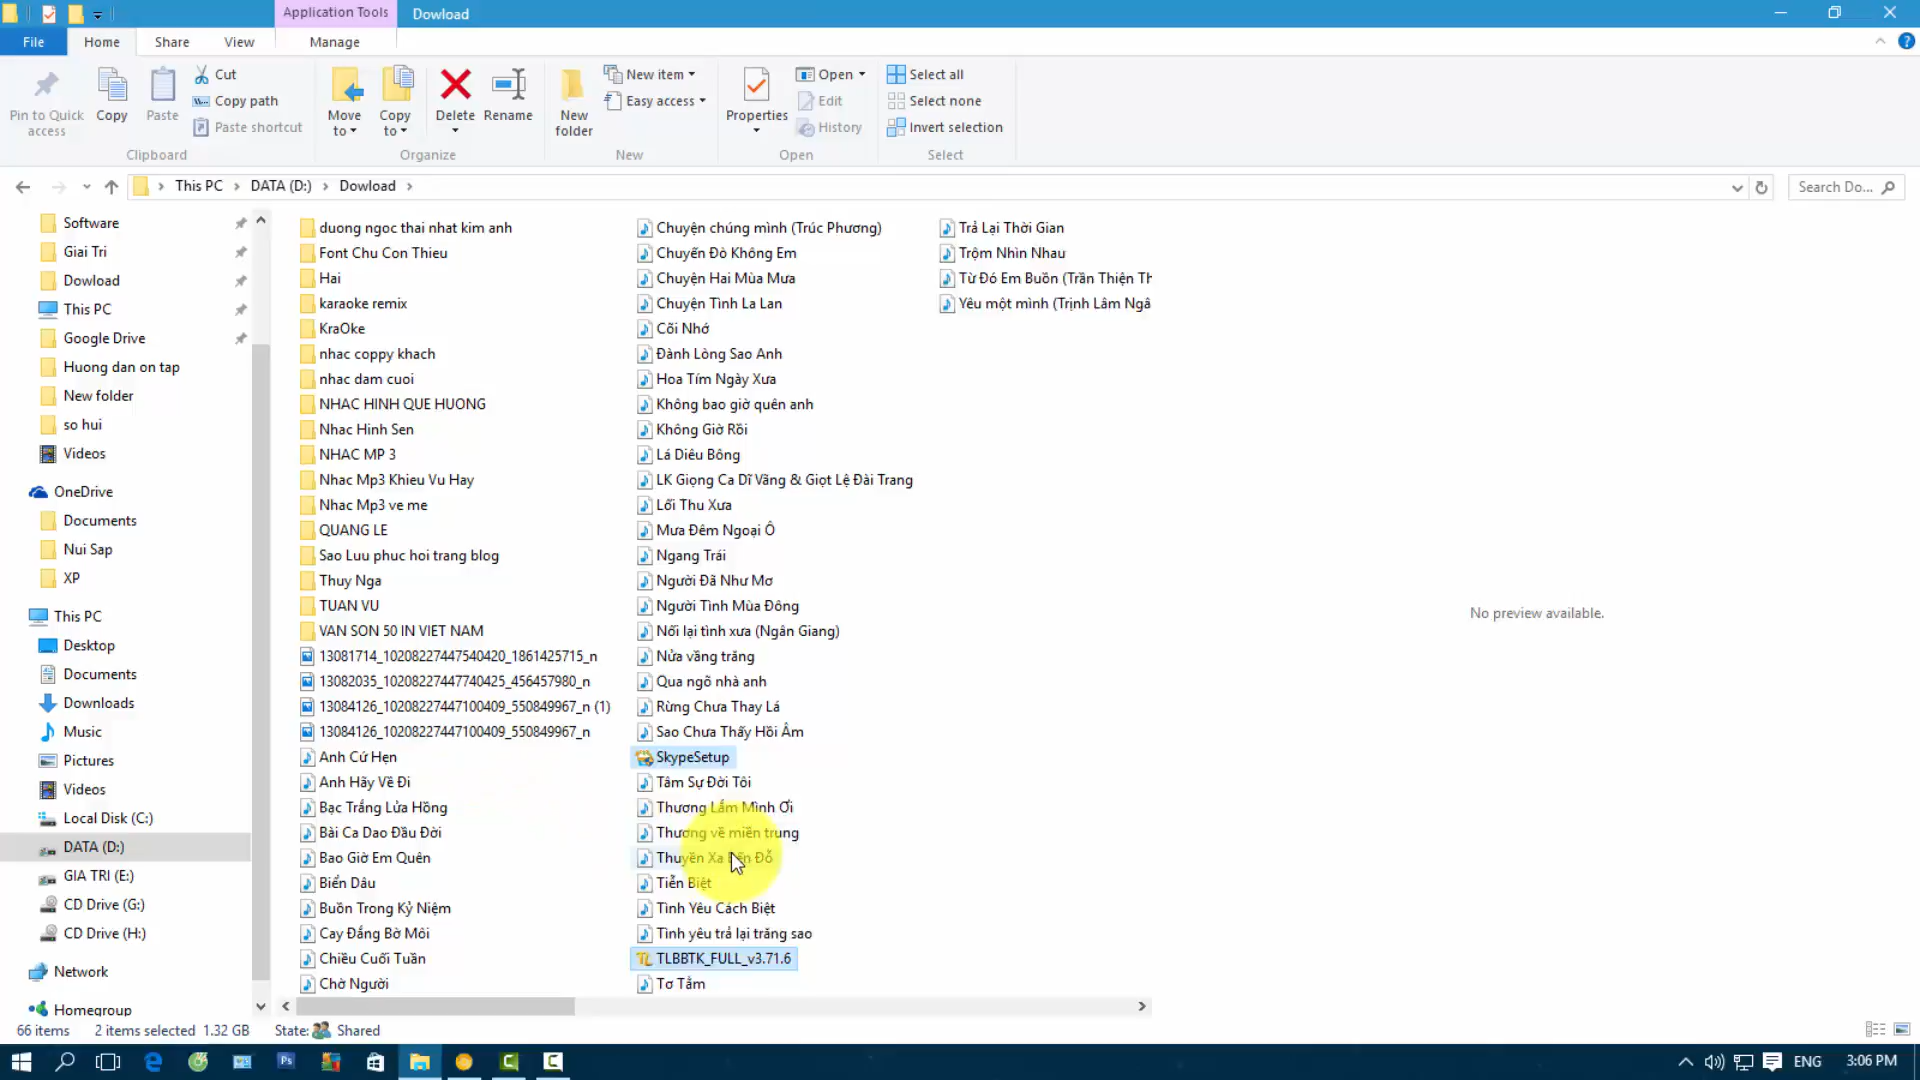 Application Tools
Dowload
File
Home
Share
View
Manage
Pin to Quick access
Copy
Paste
Cut
Copy path
Paste shortcut
Clipboard
Move to
Copy to
Delete
Rename
Organize
New folder
New item
Easy access
New
Properties
Open
Edit
History
Open
Select all
Select none
Invert selection
Select
This PC
DATA (D:)
Dowload
Search Do...
Software
Giai Tri
Dowload
This PC
Google Drive
Huong dan on tap
New folder
so hui
Videos
OneDrive
Documents
Nui Sap
XP
This PC
Desktop
Documents
Downloads
Music
Pictures
Videos
Local Disk (C:)
DATA (D:)
GIA TRI (E:)
CD Drive (G:)
CD Drive (H:)
Network
Homegroup
duong ngoc thai nhat kim anh
Font Chu Con Thieu
Hai
karaoke remix
KraOke
nhac coppy khach
nhac dam cuoi
NHAC HINH QUE HUONG
Nhac Hinh Sen
NHAC MP 3
Nhac Mp3 Khieu Vu Hay
Nhac Mp3 ve me
QUANG LE
Sao Luu phuc hoi trang blog
Thuy Nga
TUAN VU
VAN SON 50 IN VIET NAM
13081714_10208227447540420_1861425715_n
13082035_10208227447740425_456457980_n
13084126_10208227447100409_550849967_n (1)
13084126_10208227447100409_550849967_n
Anh Cứ Hẹn
Anh Hãy Về Đi
Bạc Trắng Lửa Hồng
Bài Ca Dao Đầu Đời
Bao Giờ Em Quên
Biển Dâu
Buồn Trong Kỷ Niệm
Cay Đắng Bờ Môi
Chiều Cuối Tuần
Chờ Người
Chuyện chúng mình (Trúc Phương)
Chuyến Đò Không Em
Chuyện Hai Mùa Mưa
Chuyện Tình La Lan
Cõi Nhớ
Đành Lòng Sao Anh
Hoa Tím Ngày Xưa
Không bao giờ quên anh
Không Giờ Rồi
Lá Diêu Bông
LK Giọng Ca Dĩ Vãng & Giọt Lệ Đài Trang
Lối Thu Xưa
Mưa Đêm Ngoại Ô
Ngang Trái
Người Đã Như Mơ
Người Tình Mùa Đông
Nối lại tình xưa (Ngân Giang)
Nửa vầng trăng
Qua ngõ nhà anh
Rừng Chưa Thay Lá
Sao Chưa Thấy Hồi Âm
SkypeSetup
Tâm Sự Đời Tôi
Thương Lắm Mình Ơi
Thương về miền trung
Thuyền Xa Bến Đỗ
Tiễn Biệt
Tình Yêu Cách Biệt
Tình yêu trả lại trăng sao
TLBBTK_FULL_v3.71.6
Tơ Tằm
Trả Lại Thời Gian
Trộm Nhìn Nhau
Từ Đó Em Buồn (Trần Thiện Th
Yêu một mình (Trịnh Lâm Ngâ
No preview available.
66 items
2 items selected 1.32 GB
State:
Shared
ENG
3:06 PM